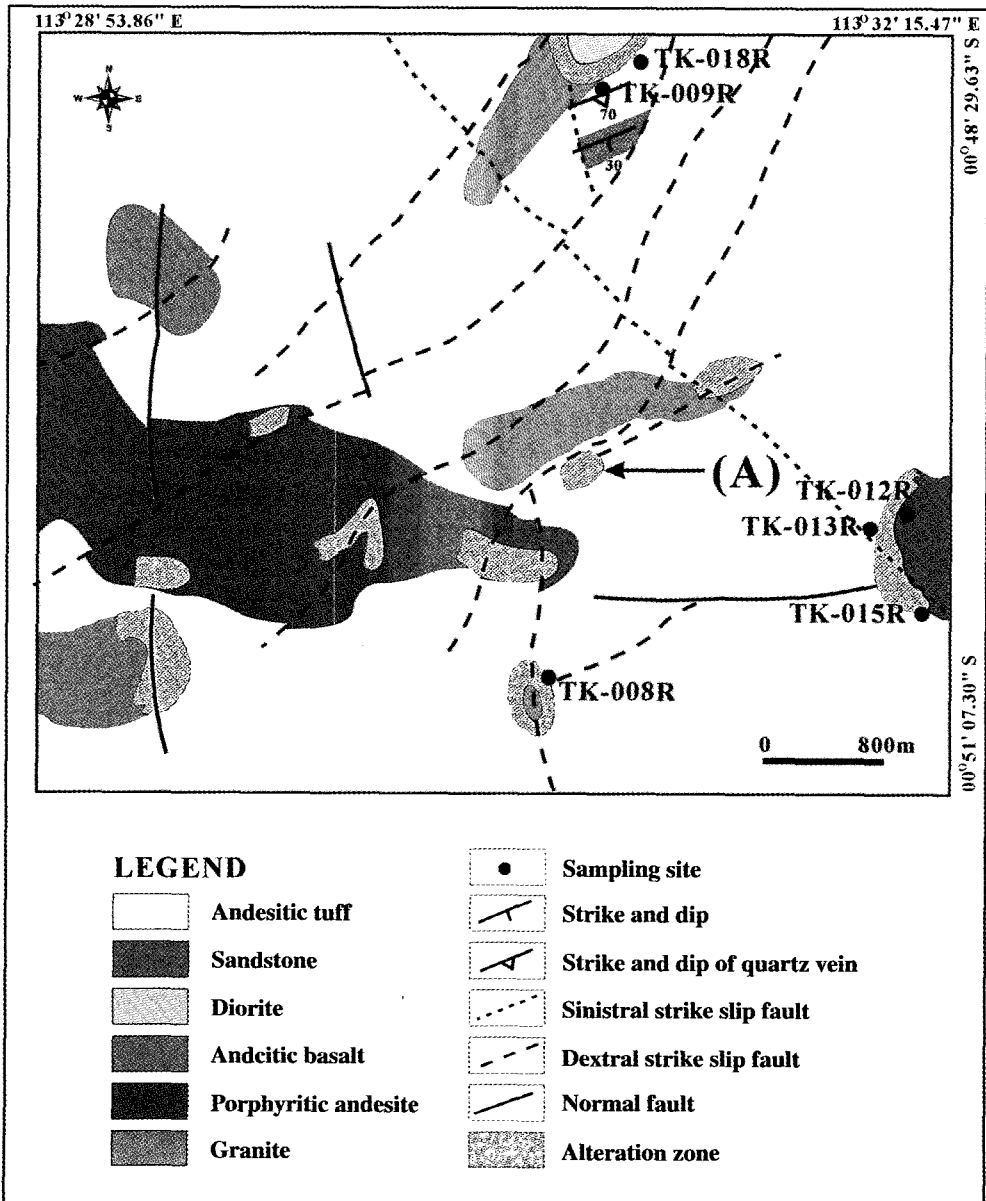 113° 28' 53.86" E
113° 32' 15.47" E
00° 48' 29.63" S
N
W E
S
TK-018R
TK-009R
70
30
(A)
TK-012R
TK-013R
TK-015R
TK-008R
0 800m
00° 51' 07.30" S
LEGEND
Andesitic tuff
Sandstone
Diorite
Andcitic basalt
Porphyritic andesite
Granite
Sampling site
Strike and dip
Strike and dip of quartz vein
Sinistral strike slip fault
Dextral strike slip fault
Normal fault
Alteration zone